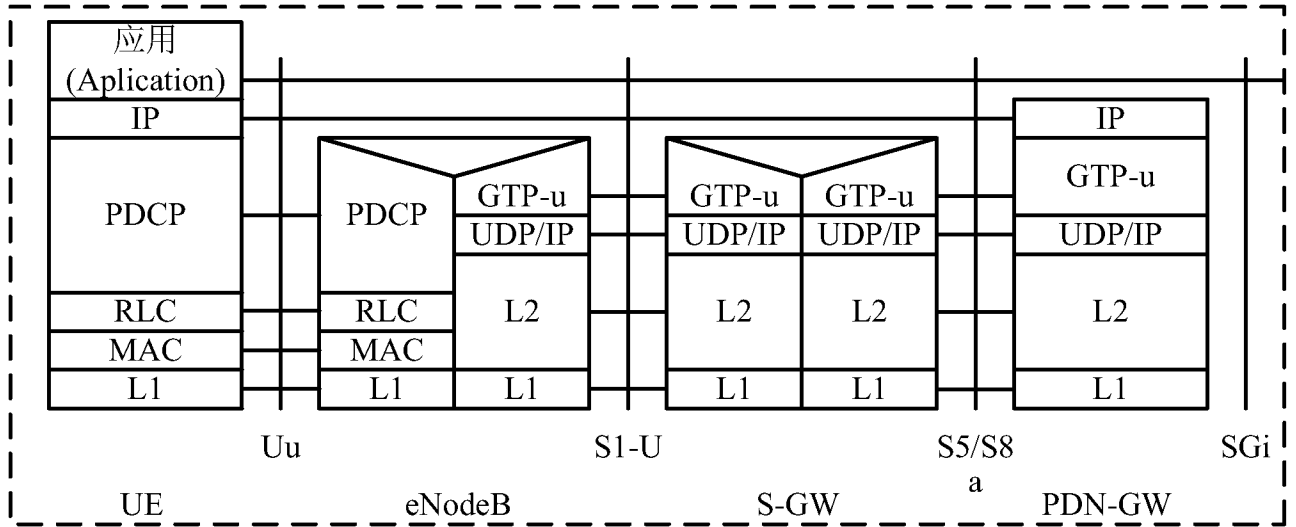 应用
(Aplication)
IP
IP
GTP-u
GTP-u
GTP-u
GTP-u
PDCP
PDCP
UDP/IP
UDP/IP
UDP/IP
UDP/IP
RLC
RLC
L2
L2
L2
L2
MAC
MAC
L1
L1
L1
L1
L1
L1
Uu
S1-U
S5/S8
a
SGi
UE
eNodeB
S-GW
PDN-GW